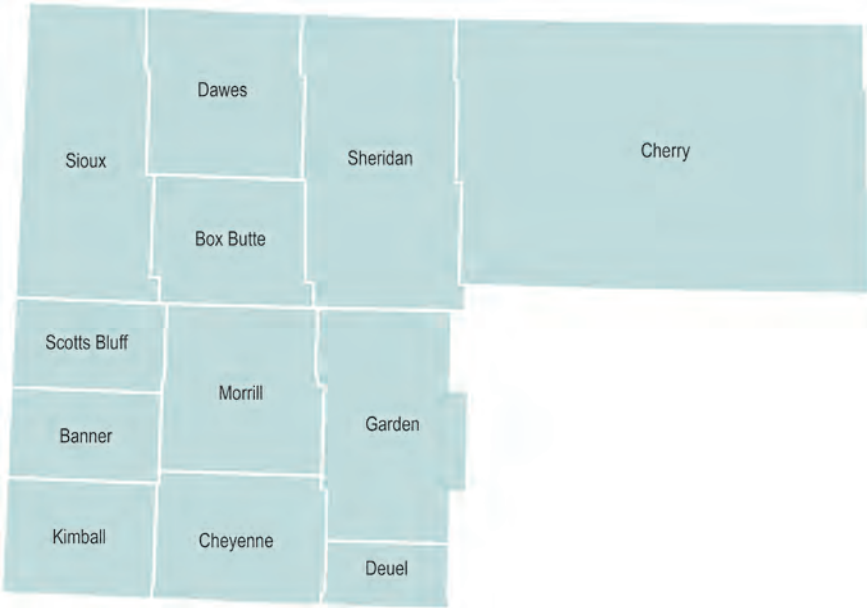 Dawes
Cherry
Sioux
Sheridan
Box Butte
Scotts Bluff
Morrill
Garden
Banner
Kimball
Cheyenne
Deuel